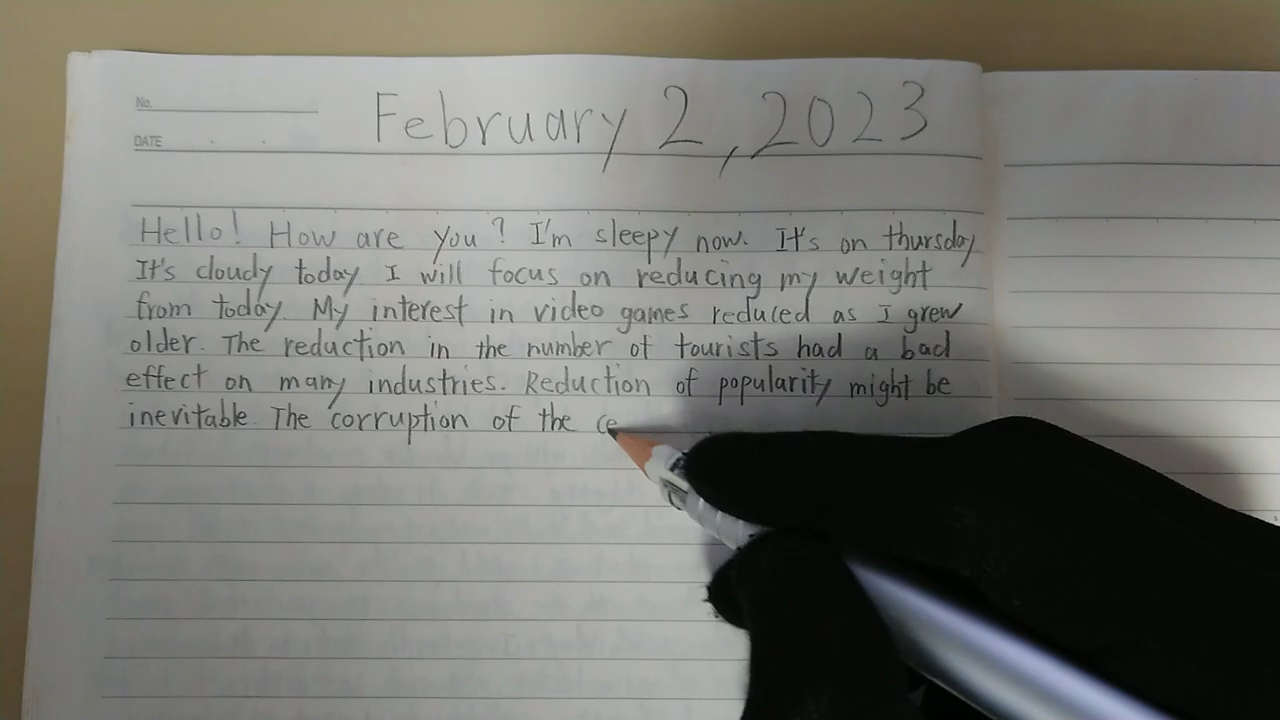 No.
February 2, 2023
DATE
Hello! How are you? I'm sleepy now. It's on thursday
It's cloudy today I will focus on reducing my weight
from today. My interest in video games reduced as I grew
older. The reduction in the number of tourists had a bad
effect on many industries. Reduction of popularity might be
inevitable. The corruption of the ce